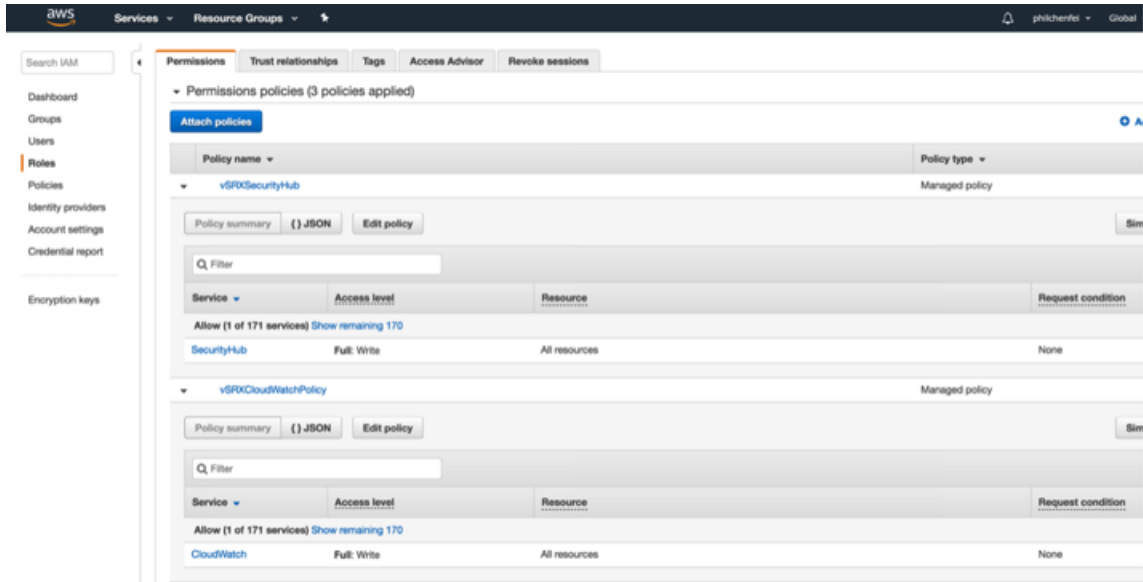 aws Services Resource Groups philchenfei Global
Search IAM
Dashboard
Groups
Users
Roles
Policies
Identity providers
Account settings
Credential report
Encryption keys
Permissions Trust relationships Tags Access Advisor Revoke sessions
Permissions policies (3 policies applied)
Attach policies
Policy name Policy type
vSRXSecurityHub Managed policy
Policy summary { } JSON Edit policy Sim
Filter
Service Access level Resource Request condition
Allow (1 of 171 services) Show remaining 170
SecurityHub Full: Write All resources None
vSRXCloudWatchPolicy Managed policy
Policy summary { } JSON Edit policy Sim
Filter
Service Access level Resource Request condition
Allow (1 of 171 services) Show remaining 170
CloudWatch Full: Write All resources None